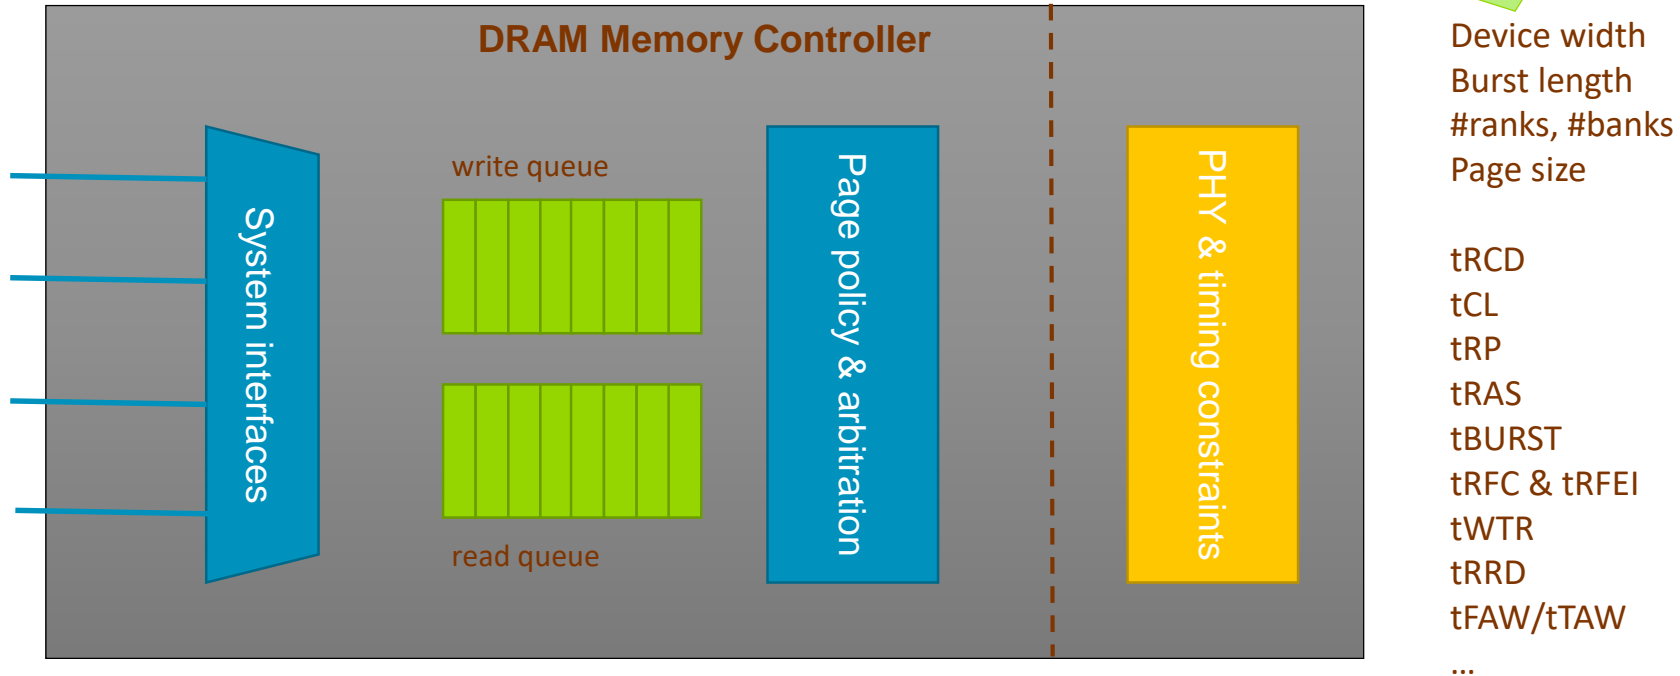 DRAM Memory Controller
System interfaces
write queue
read queue
Page policy & arbitration
PHY & timing constraints
Device width
Burst length
#ranks, #banks
Page size
tRCD
tCL
tRP
tRAS
tBURST
tRFC & tRFEI
tWTR
tRRD
tFAW/tTAW
...